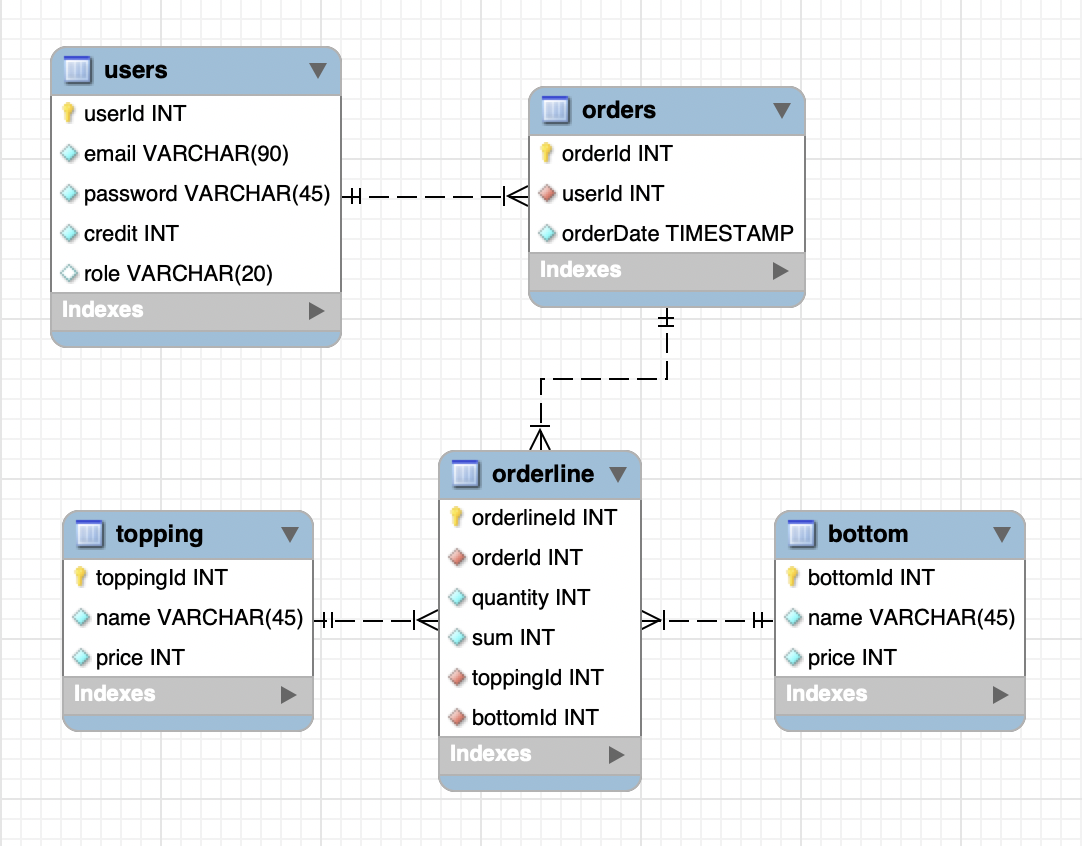 users
userId INT
email VARCHAR(90)
password VARCHAR(45)
credit INT
role VARCHAR(20)
Indexes
orders
orderId INT
userId INT
orderDate TIMESTAMP
Indexes
topping
toppingId INT
name VARCHAR(45)
price INT
Indexes
orderline
orderlineId INT
orderId INT
quantity INT
sum INT
toppingId INT
bottomId INT
Indexes
bottom
bottomId INT
name VARCHAR(45)
price INT
Indexes